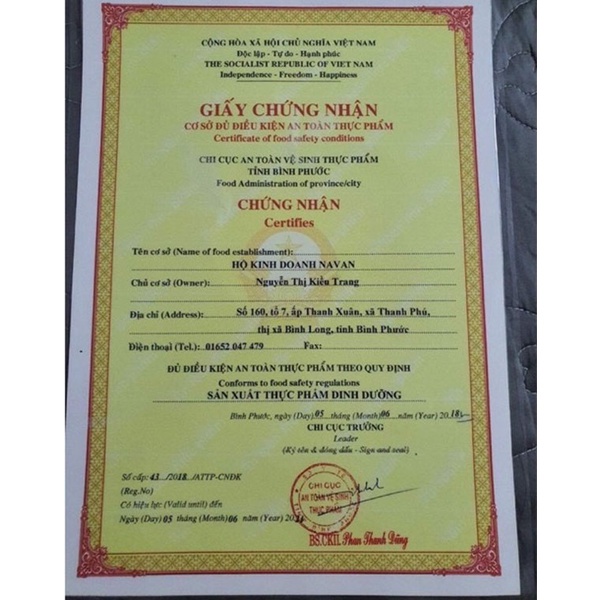 CỘNG HÒA XÃ HỘI CHỦ NGHĨA VIỆT NAM
Độc lập - Tự do - Hạnh phúc
THE SOCIALIST REPUBLIC OF VIET NAM
Independence - Freedom - Happiness
GIẤY CHỨNG NHẬN
CƠ SỞ ĐỦ ĐIỀU KIỆN AN TOÀN THỰC PHẨM
Certificate of food safety conditions
CHI CỤC AN TOÀN VỆ SINH THỰC PHẨM
TỈNH BÌNH PHƯỚC
Food Administration of province/city
CHỨNG NHẬN
Certifies
Tên cơ sở (Name of food establishment):
HỘ KINH DOANH NAVAN
Chủ cơ sở (Owner): Nguyễn Thị Kiều Trang
Địa chỉ (Address): Số 160, tổ 7, ấp Thanh Xuân, xã Thanh Phú,
thị xã Bình Long, tỉnh Bình Phước
Điện thoại (Tel.): 01652 047 479 Fax:
ĐỦ ĐIỀU KIỆN AN TOÀN THỰC PHẨM THEO QUY ĐỊNH
Conforms to food safety regulations
SẢN XUẤT THỰC PHẨM DINH DƯỠNG
Bình Phước, ngày (Day) 05 tháng (Month) 06 năm (Year) 2018
CHI CỤC TRƯỞNG
Leader
(Ký tên & đóng dấu - Sign and seal)
Số cấp: 43 /2018 /ATTP-CNĐK
(Reg.No)
Có hiệu lực: (Valid until) đến
Ngày (Day) 05 tháng (Month) 06 năm (Year)
CHI CỤC
AN TOÀN VỆ SINH
THỰC PHẨM
BS.CKII. Phan Thanh Dũng